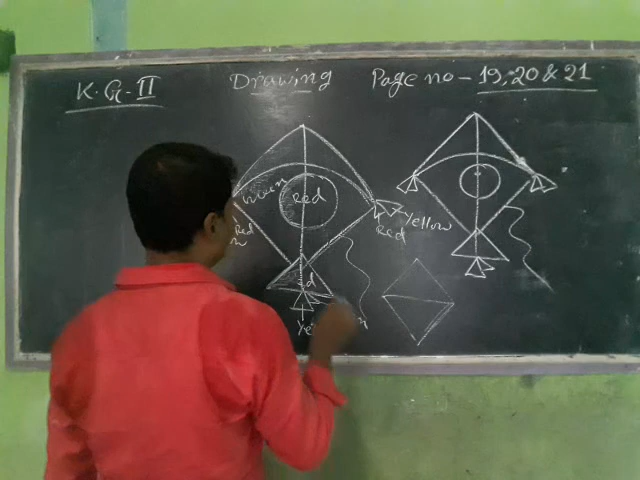 K.G-II
Drawing
Page no - 19, 20 & 21
Green
Red
Yellow
Red
Red